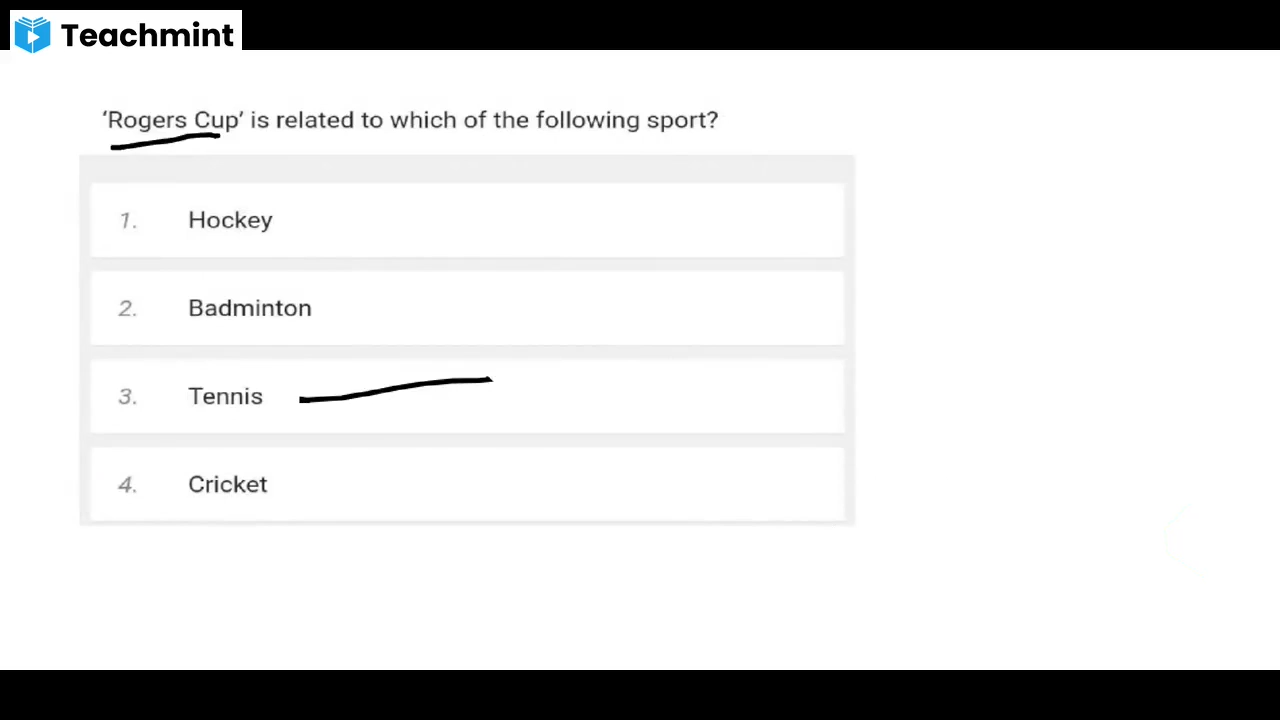 Teachmint
‘Rogers Cup’ is related to which of the following sport?
1. Hockey
2. Badminton
3. Tennis
4. Cricket